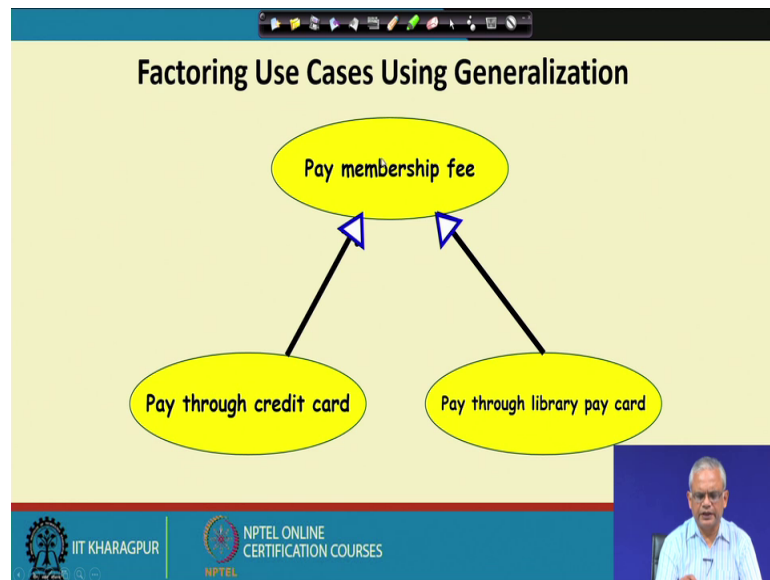 Factoring Use Cases Using Generalization
Pay membership fee
Pay through credit card
Pay through library pay card
IIT KHARAGPUR
NPTEL ONLINE
CERTIFICATION COURSES
NPTEL